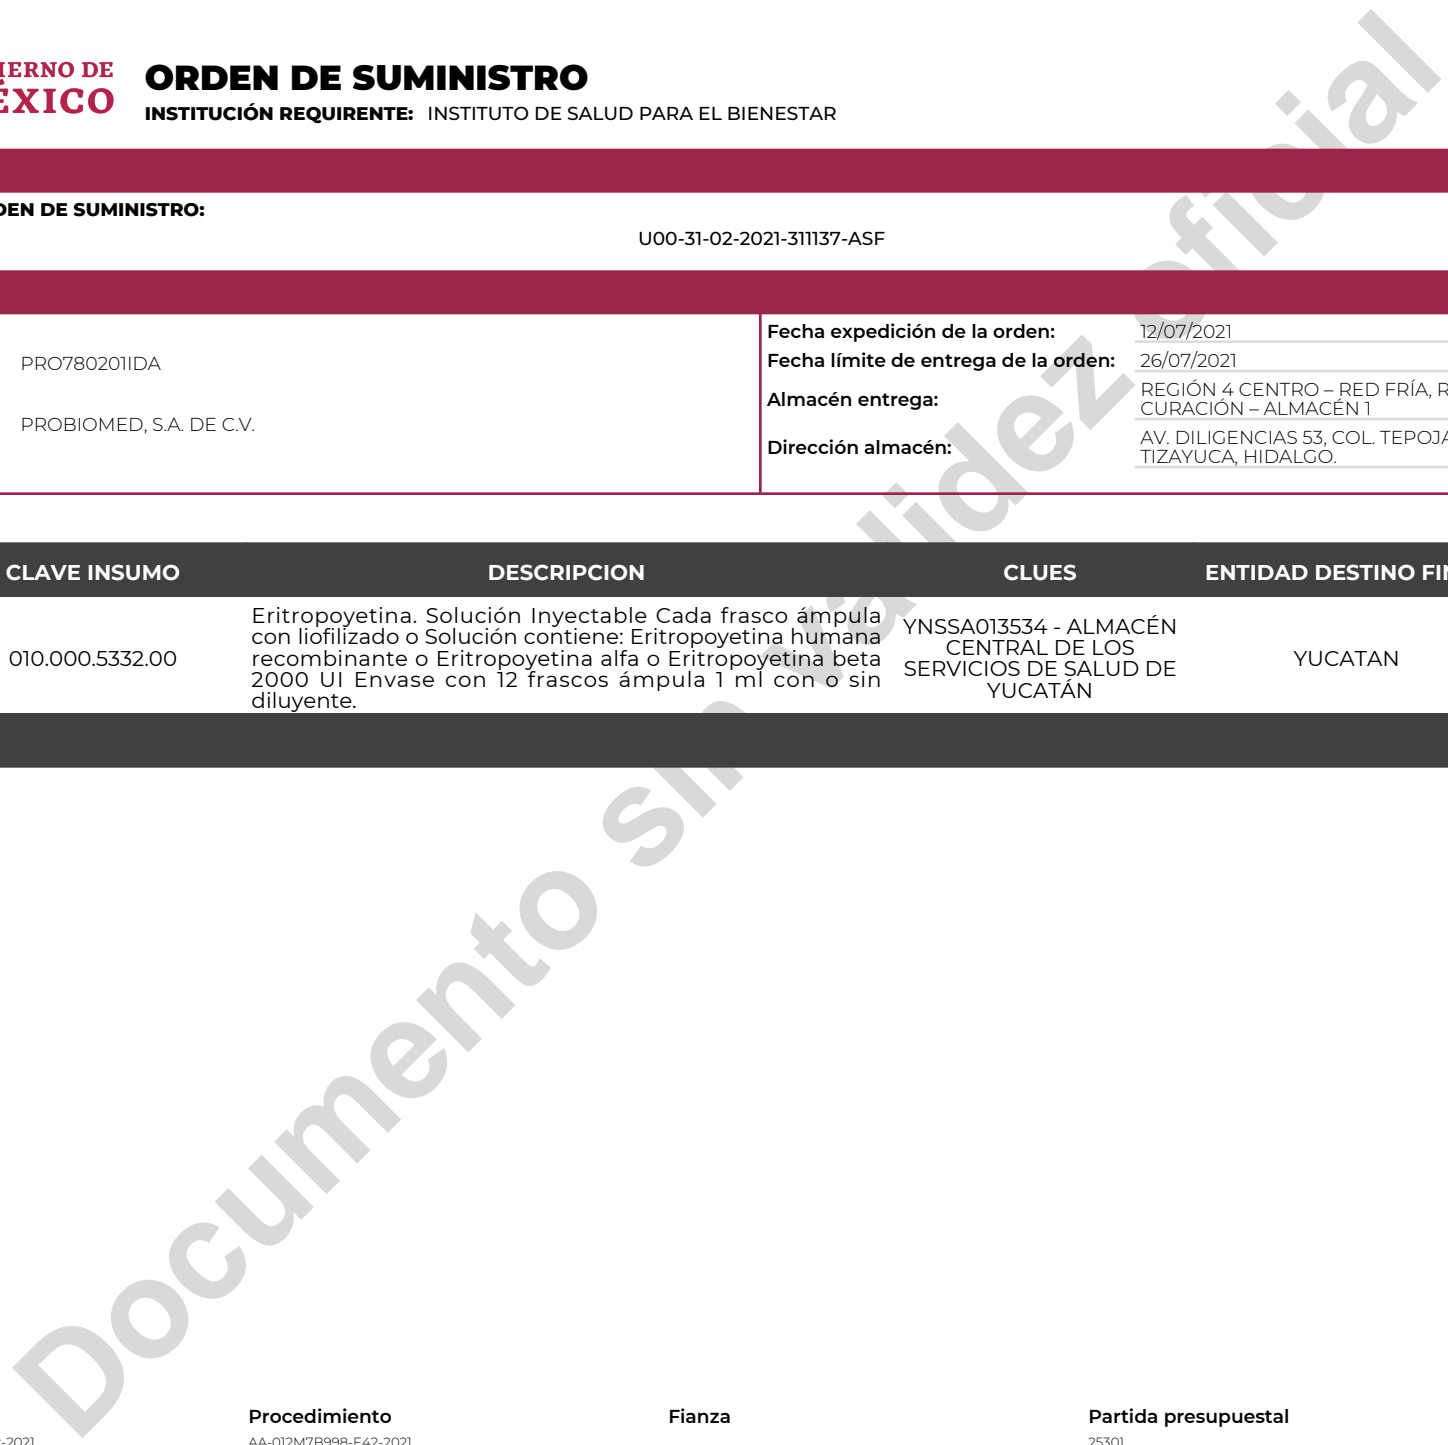 ORDEN DE SUMINISTRO
INSTITUCIÓN REQUIRENTE: INSTITUTO DE SALUD PARA EL BIENESTAR
DE SUMINISTRO:
U00-31-02-2021-311137-ASF
PRO780201IDA
PROBIOMED, S.A. DE C.V.
Fecha expedición de la orden: 12/07/2021
Fecha límite de entrega de la orden: 26/07/2021
Almacén entrega: REGIÓN 4 CENTRO – RED FRÍA,
CURACIÓN – ALMACÉN 1
Dirección almacén: AV. DILIGENCIAS 53, COL.
TIZAYUCA, HIDALGO.
CLAVE INSUMO DESCRIPCION CLUES ENTIDAD DESTINO
010.000.5332.00
Eritropoyetina. Solución Inyectable Cada frasco ámpula
con liofilizado o Solución contiene: Eritropoyetina humana
recombinante o Eritropoyetina alfa o Eritropoyetina beta
2000 UI Envase con 12 frascos ámpula 1 ml con o sin
diluyente.
YNSSA013534 - ALMACÉN
CENTRAL DE LOS
SERVICIOS DE SALUD DE
YUCATÁN
YUCATAN
Documento sin validez oficial
Procedimiento Fianza Partida presupuestal
-2021 AA-012M7B998-E42-2021 25301